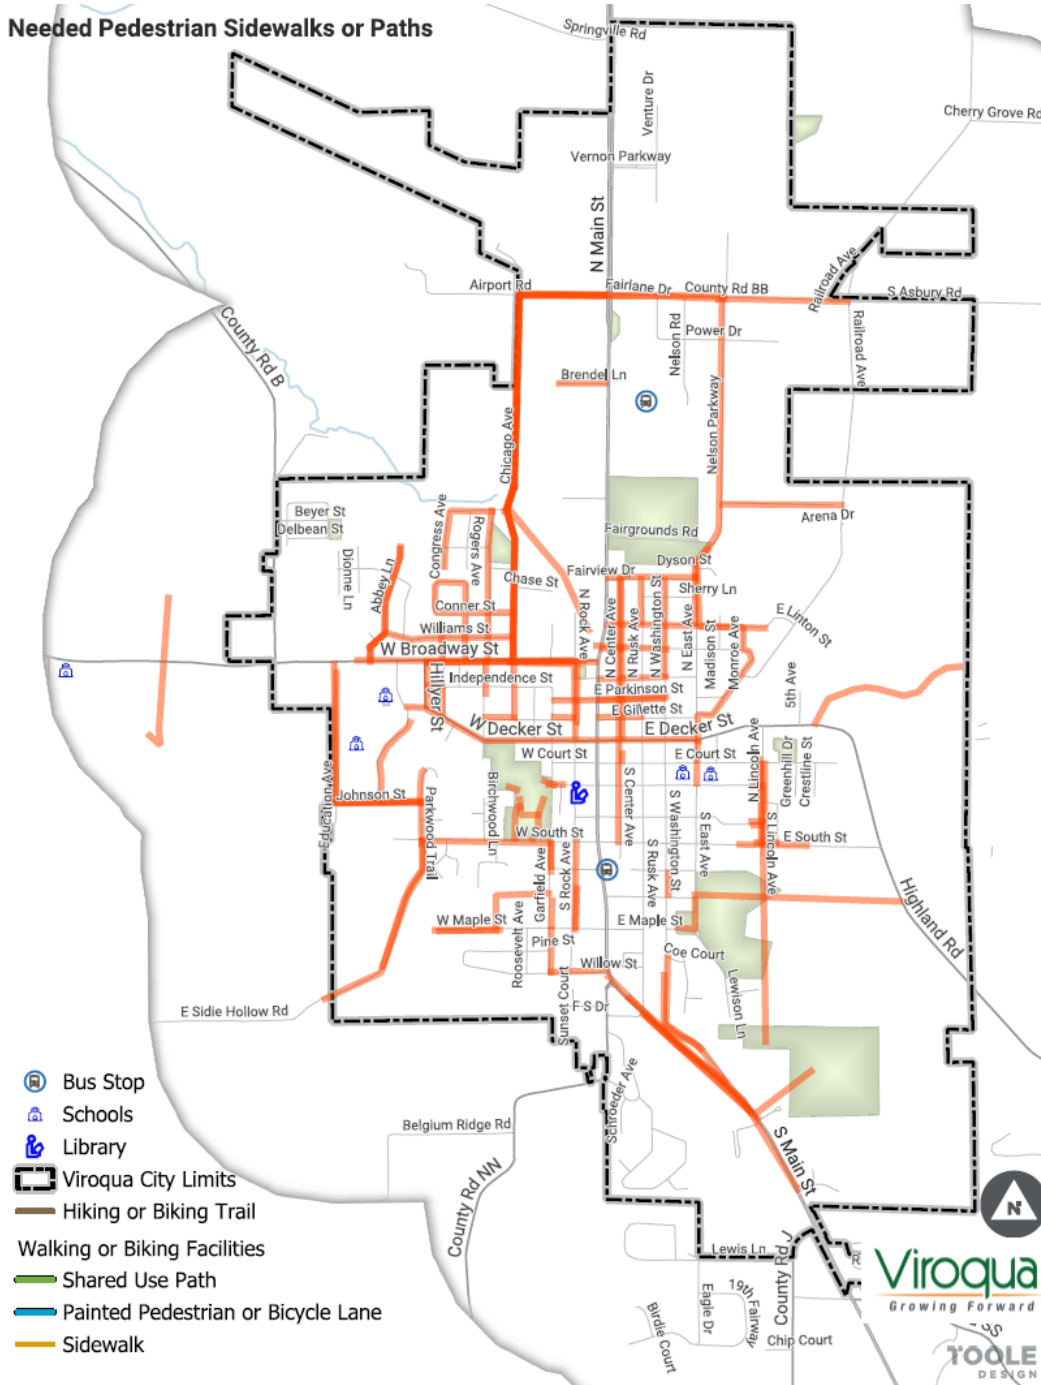 Needed Pedestrian Sidewalks or Paths
Springville Rd
Venture Dr
Cherry Grove Rd
Vernon Parkway
N Main St
Railroad Ave
Airport Rd
Fairlane Dr
County Rd BB
S Asbury Rd
County Rd B
Nelson Rd
Power Dr
Railroad Ave
Brendel Ln
Chicago Ave
Nelson Parkway
Beyer St
Delbean St
Congress Ave
Rogers Ave
Fairgrounds Rd
Arena Dr
Dionne Ln
Abbey Ln
Chase St
Fairview Dr
Dyson St
Sherry Ln
Conner St
N Rock Ave
N Center Ave
N Rusk Ave
N Washington St
N East Ave
Madison St
Monroe Ave
E Linton St
Williams St
W Broadway St
Hillyer St
Independence St
E Parkinson St
5th Ave
E Gillette St
W Decker St
E Decker St
W Court St
E Court St
N Lincoln Ave
Greenhill Dr
Crestline St
Education Ave
Johnson St
Parkwood Trail
Birchwood Ln
S Center Ave
S Washington St
S East Ave
S Lincoln Ave
W South St
E South St
Garfield Ave
S Rock Ave
S Rusk Ave
Highland Rd
W Maple St
Roosevelt Ave
E Maple St
Pine St
Coe Court
Willow St
Lewison Ln
E Sidie Hollow Rd
Sunset Court
F S Dr
Schroeder Ave
Belgium Ridge Rd
S Main St
County Rd NN
Lewis Ln
County Rd J
R
Eagle Dr
19th Fairway
Birdie Court
Chip Court
SS
Bus Stop
Schools
Library
Viroqua City Limits
Hiking or Biking Trail
Walking or Biking Facilities
Shared Use Path
Painted Pedestrian or Bicycle Lane
Sidewalk
N
Viroqua
Growing Forward
TOOLE
DESIGN